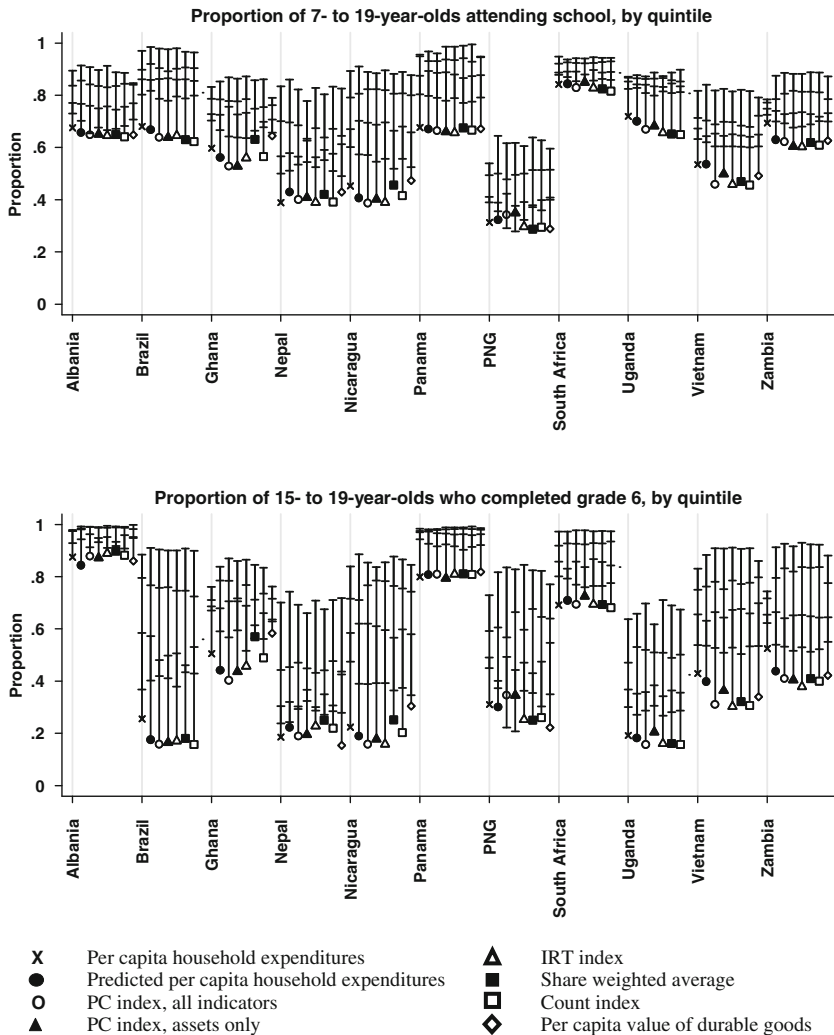 Proportion of 7- to 19-year-olds attending school, by quintile
1
.8
.6
.4
.2
0
Proportion
Albania
Brazil
Ghana
Nepal
Nicaragua
Panama
PNG
South Africa
Uganda
Vietnam
Zambia
Proportion of 15- to 19-year-olds who completed grade 6, by quintile
1
.8
.6
.4
.2
0
Proportion
Albania
Brazil
Ghana
Nepal
Nicaragua
Panama
PNG
South Africa
Uganda
Vietnam
Zambia
Per capita household expenditures
Predicted per capita household expenditures
PC index, all indicators
PC index, assets only
IRT index
Share weighted average
Count index
Per capita value of durable goods